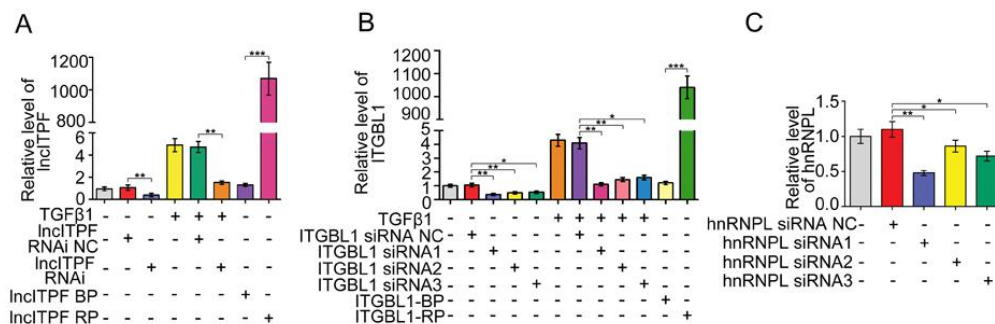 A
Relative level of
lncITPF
1200
1100
1000
6
4
2
0
***
**
**
TGFβ1 - - - + + + - -
lncITPF
RNAi NC - + - - + - - -
lncITPF
RNAi - - + - - + - -
lncITPF BP - - - - - - + -
lncITPF RP - - - - - - - +
B
Relative level of
ITGBL1
1200
1100
1000
900
5
4
3
2
1
0
***
*
**
**
*
**
**
TGFβ1 - - - - - + + + + + - -
ITGBL1 siRNA NC - + - - - - + - - - - -
ITGBL1 siRNA1 - - + - - - - + - - - -
ITGBL1 siRNA2 - - - + - - - - + - - -
ITGBL1 siRNA3 - - - - + - - - - + - -
ITGBL1-BP - - - - - - - - - - + -
ITGBL1-RP - - - - - - - - - - - +
C
Relative level
of hnRNPL
1.5
1.0
0.5
0.0
*
*
**
hnRNPL siRNA NC - + - - -
hnRNPL siRNA1 - - + - -
hnRNPL siRNA2 - - - + -
hnRNPL siRNA3 - - - - +